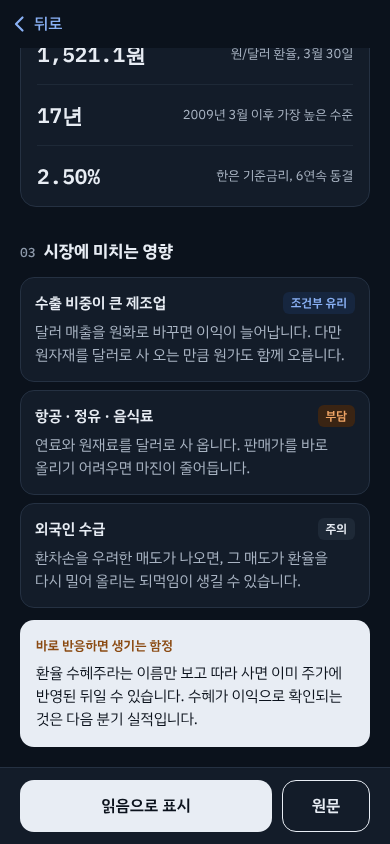 뒤로
1,521.1원
원/달러 환율, 3월 30일
17년
2009년 3월 이후 가장 높은 수준
2.50%
한은 기준금리, 6연속 동결
03 시장에 미치는 영향
수출 비중이 큰 제조업
조건부 유리
달러 매출을 원화로 바꾸면 이익이 늘어납니다. 다만
원자재를 달러로 사 오는 만큼 원가도 함께 오릅니다.
항공·정유·음식료
부담
연료와 원재료를 달러로 사 옵니다. 판매가를 바로
올리기 어려우면 마진이 줄어듭니다.
외국인 수급
주의
환차손을 우려한 매도가 나오면, 그 매도가 환율을
다시 밀어 올리는 되먹임이 생길 수 있습니다.
바로 반응하면 생기는 함정
환율 수혜주라는 이름만 보고 따라 사면 이미 주가에
반영된 뒤일 수 있습니다. 수혜가 이익으로 확인되는
것은 다음 분기 실적입니다.
읽음으로 표시
원문